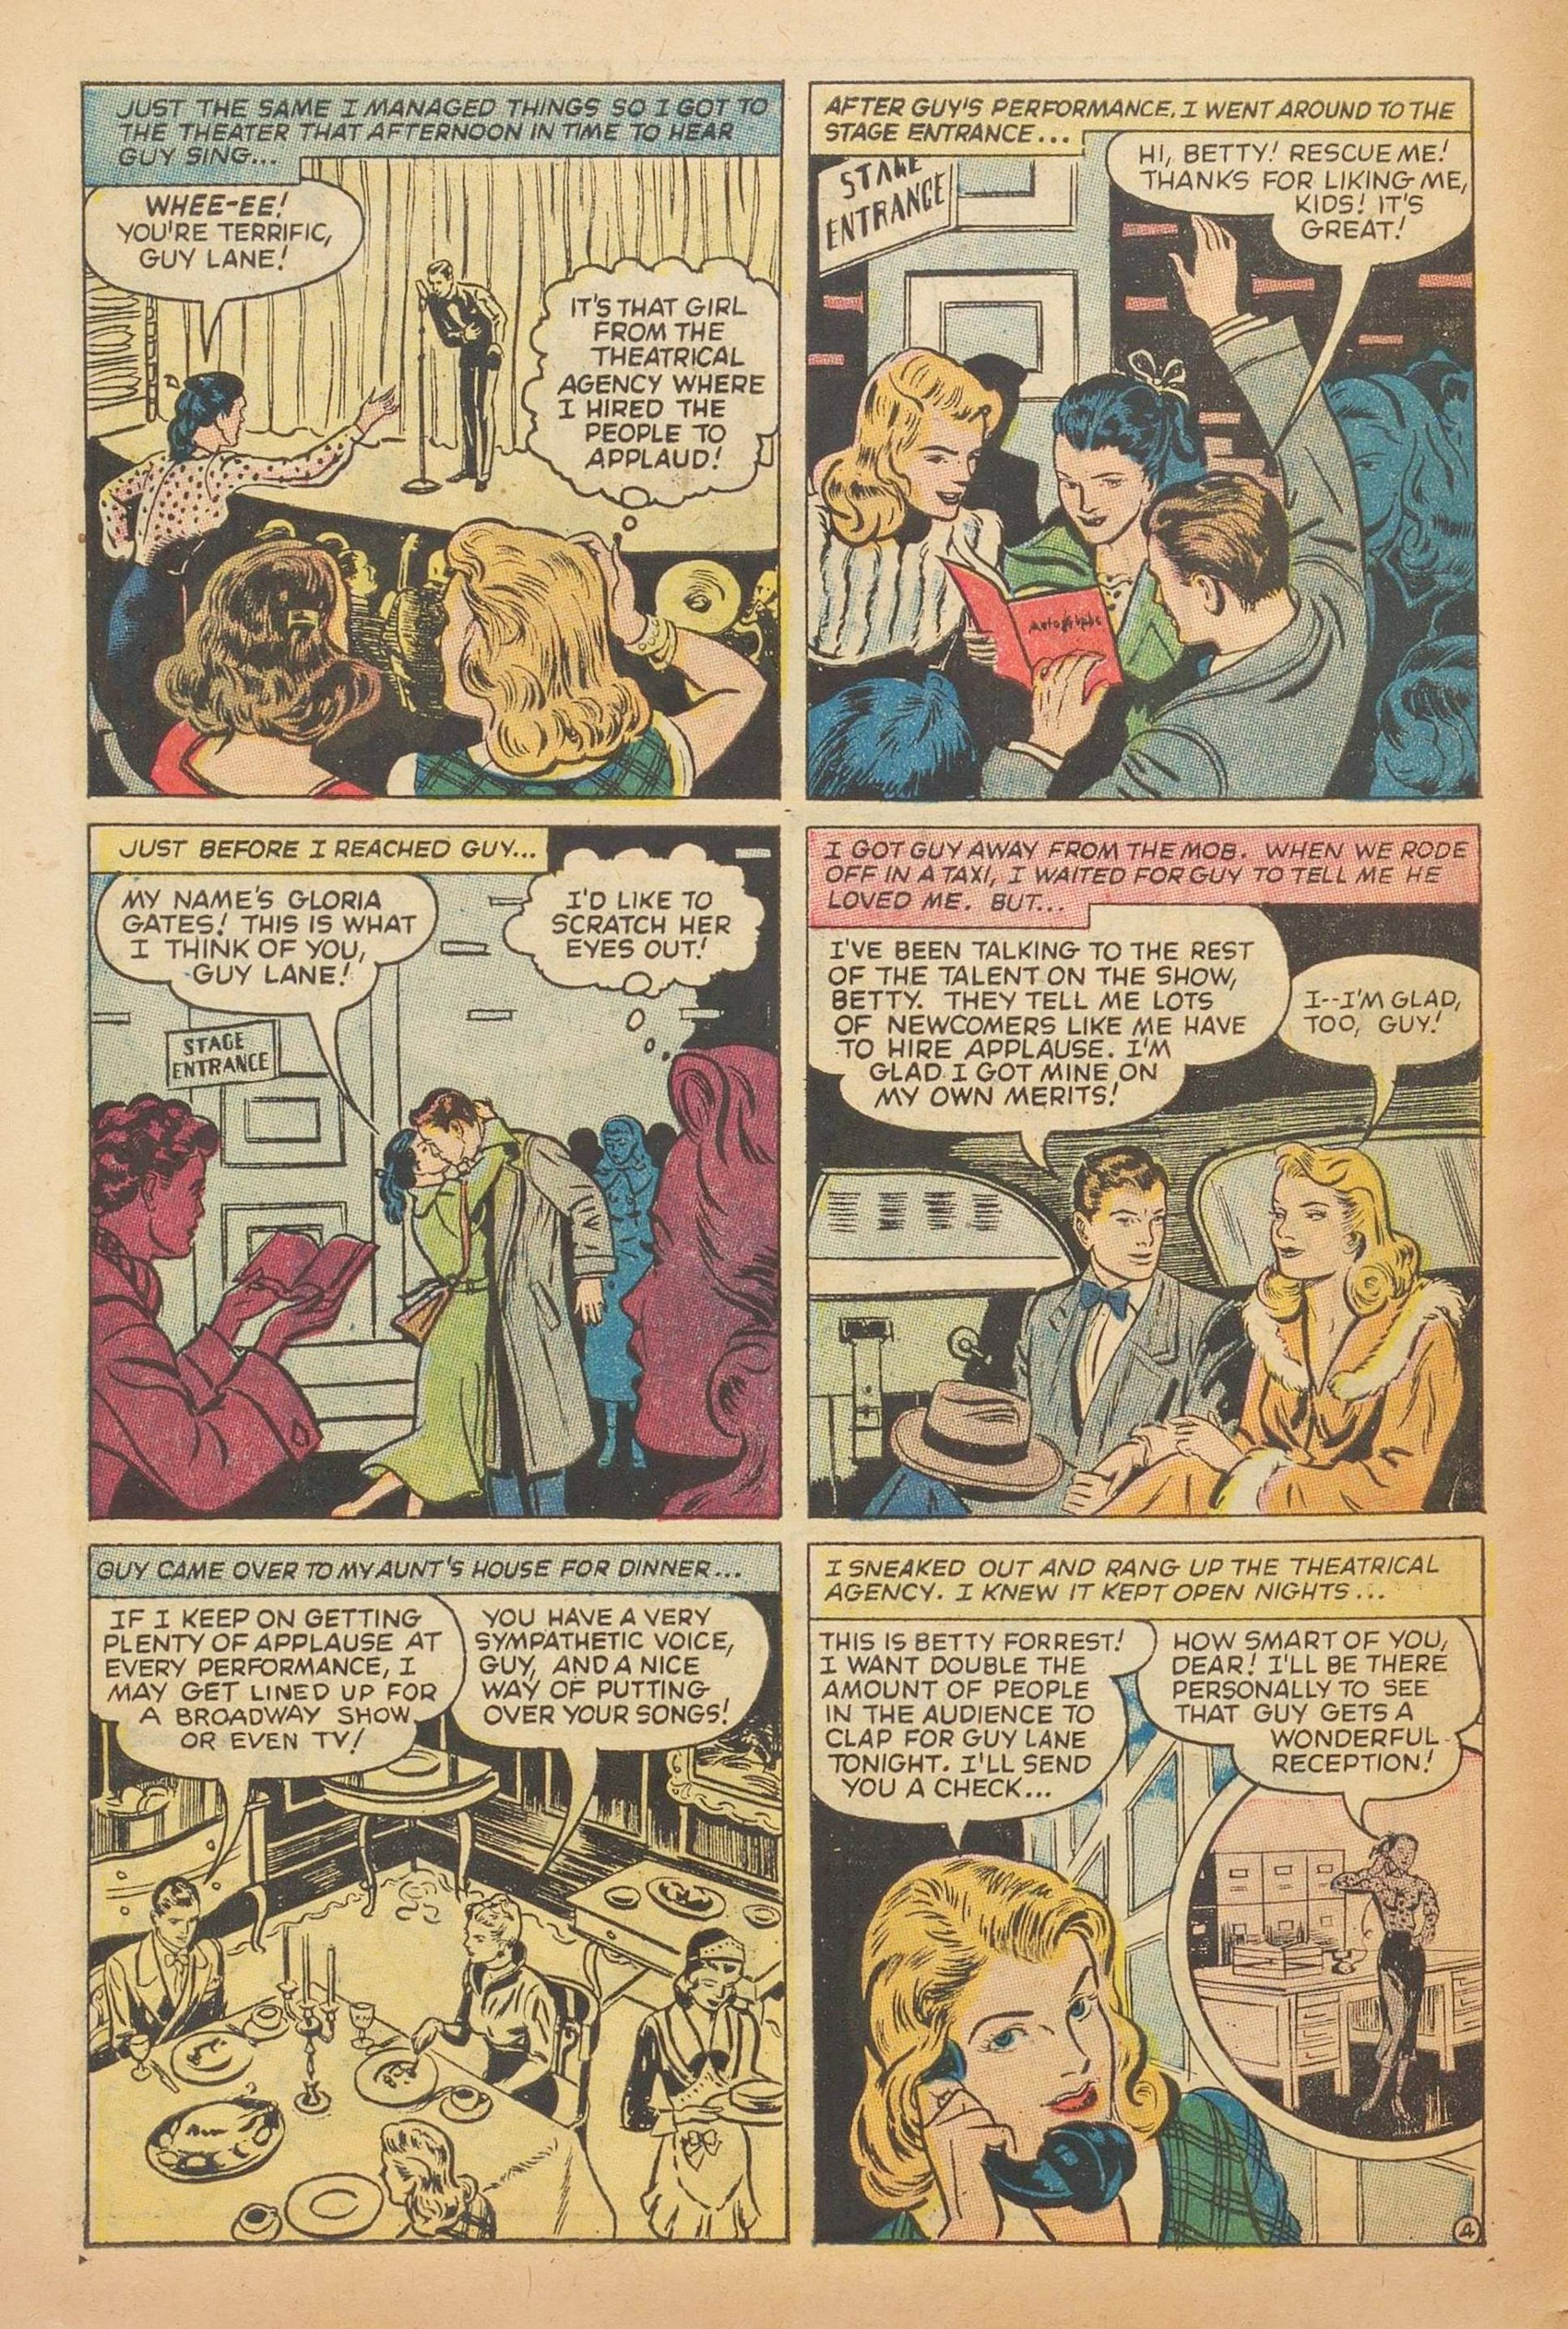 JUST THE SAME I MANAGED THINGS SO I GOT TO
THE THEATER THAT AFTERNOON IN TIME TO HEAR
GUY SING...
WHEE-EE!
YOU'RE TERRIFIC,
GUY LANE!
IT'S THAT GIRL
FROM THE
THEATRICAL
AGENCY WHERE
I HIRED THE
PEOPLE TO
APPLAUD!
AFTER GUY'S PERFORMANCE, I WENT AROUND TO THE
STAGE ENTRANCE...
HI, BETTY! RESCUE ME!
THANKS FOR LIKING ME,
KIDS! IT'S
GREAT!
STAGE
ENTRANCE
Autographs
JUST BEFORE I REACHED GUY...
MY NAME'S GLORIA
GATES! THIS IS WHAT
I THINK OF YOU,
GUY LANE!
I'D LIKE TO
SCRATCH HER
EYES OUT!
STAGE
ENTRANCE
I GOT GUY AWAY FROM THE MOB. WHEN WE RODE
OFF IN A TAXI, I WAITED FOR GUY TO TELL ME HE
LOVED ME. BUT...
I'VE BEEN TALKING TO THE REST
OF THE TALENT ON THE SHOW,
BETTY. THEY TELL ME LOTS
OF NEWCOMERS LIKE ME HAVE
TO HIRE APPLAUSE. I'M
GLAD I GOT MINE ON
MY OWN MERITS!
I--I'M GLAD,
TOO, GUY!
GUY CAME OVER TO MY AUNT'S HOUSE FOR DINNER...
IF I KEEP ON GETTING
PLENTY OF APPLAUSE AT
EVERY PERFORMANCE, I
MAY GET LINED UP FOR
A BROADWAY SHOW
OR EVEN TV!
YOU HAVE A VERY
SYMPATHETIC VOICE,
GUY, AND A NICE
WAY OF PUTTING
OVER YOUR SONGS!
I SNEAKED OUT AND RANG UP THE THEATRICAL
AGENCY. I KNEW IT KEPT OPEN NIGHTS...
THIS IS BETTY FORREST!
I WANT DOUBLE THE
AMOUNT OF PEOPLE
IN THE AUDIENCE TO
CLAP FOR GUY LANE
TONIGHT. I'LL SEND
YOU A CHECK...
HOW SMART OF YOU,
DEAR! I'LL BE THERE
PERSONALLY TO SEE
THAT GUY GETS A
WONDERFUL
RECEPTION!
4